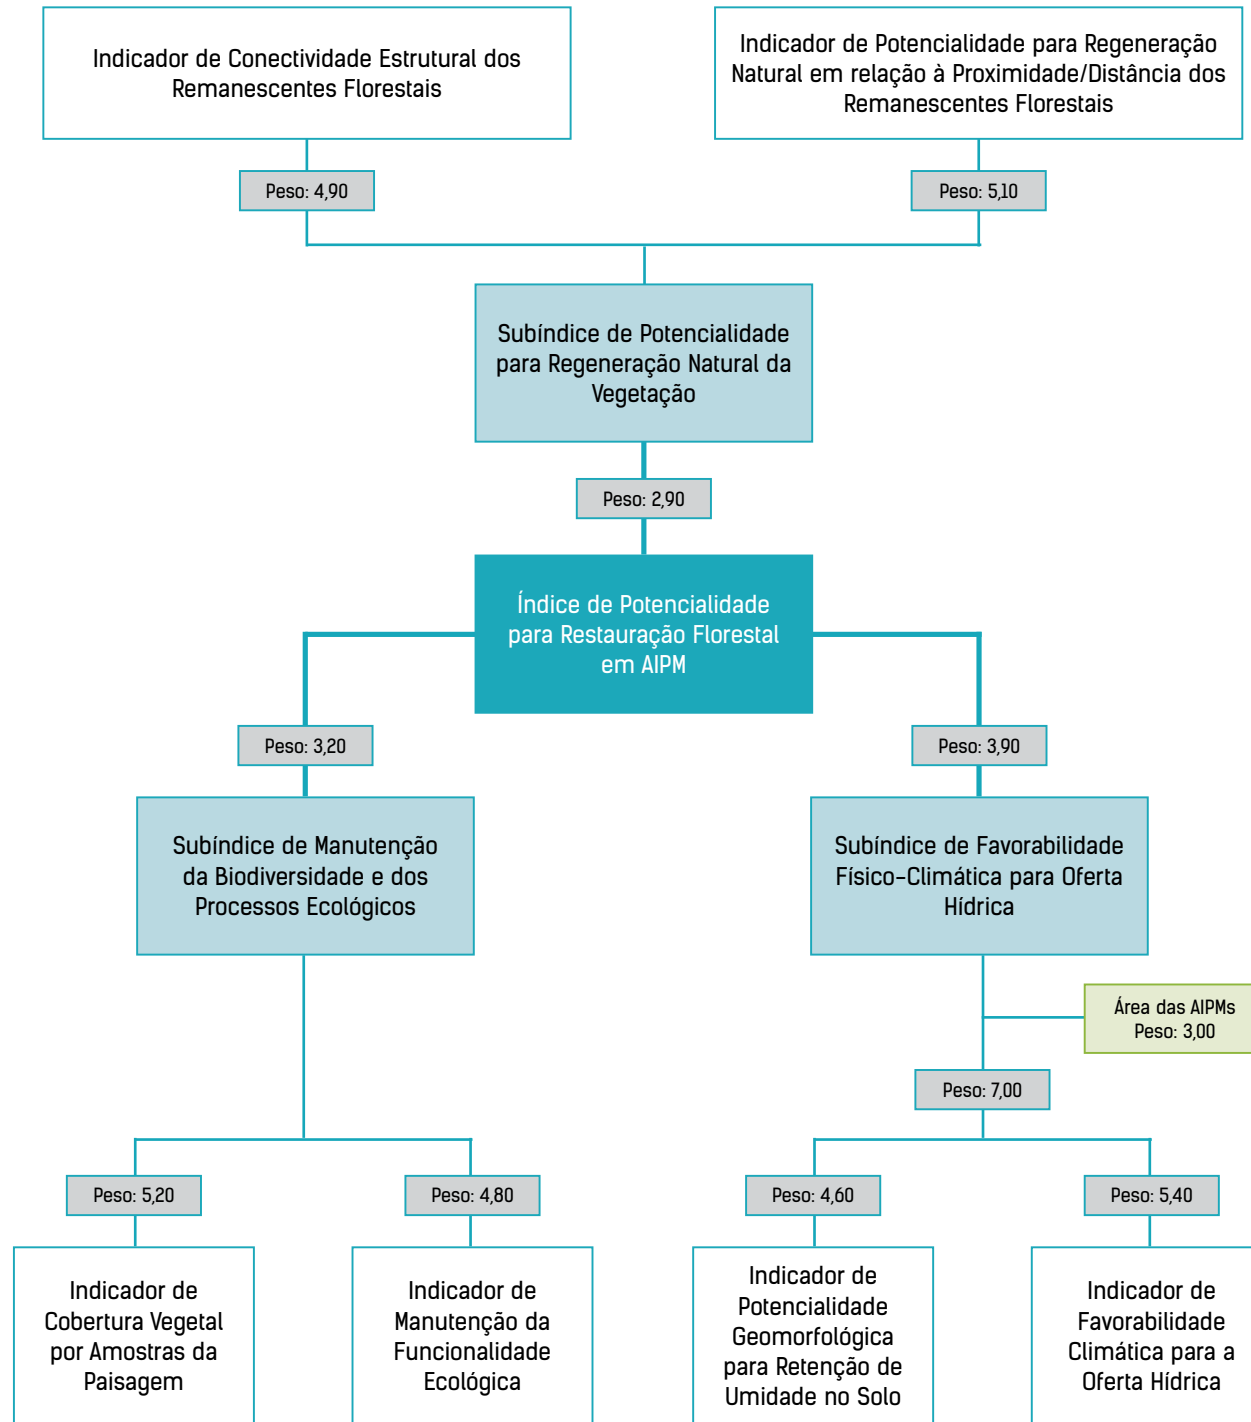 Indicador de Conectividade Estrutural dos
Remanescentes Florestais
Indicador de Potencialidade para Regeneração
Natural em relação à Proximidade/Distância dos
Remanescentes Florestais
Peso: 4,90
Peso: 5,10
Subíndice de Potencialidade
para Regeneração Natural da
Vegetação
Peso: 2,90
Índice de Potencialidade
para Restauração Florestal
em AIPM
Peso: 3,20
Peso: 3,90
Subíndice de Manutenção
da Biodiversidade e dos
Processos Ecológicos
Subíndice de Favorabilidade
Físico-Climática para Oferta
Hídrica
Área das AIPMs
Peso: 3,00
Peso: 7,00
Peso: 5,20
Peso: 4,80
Peso: 4,60
Peso: 5,40
Indicador de
Cobertura Vegetal
por Amostras da
Paisagem
Indicador de
Manutenção da
Funcionalidade
Ecológica
Indicador de
Potencialidade
Geomorfológica
para Retenção de
Umidade no Solo
Indicador de
Favorabilidade
Climática para a
Oferta Hídrica